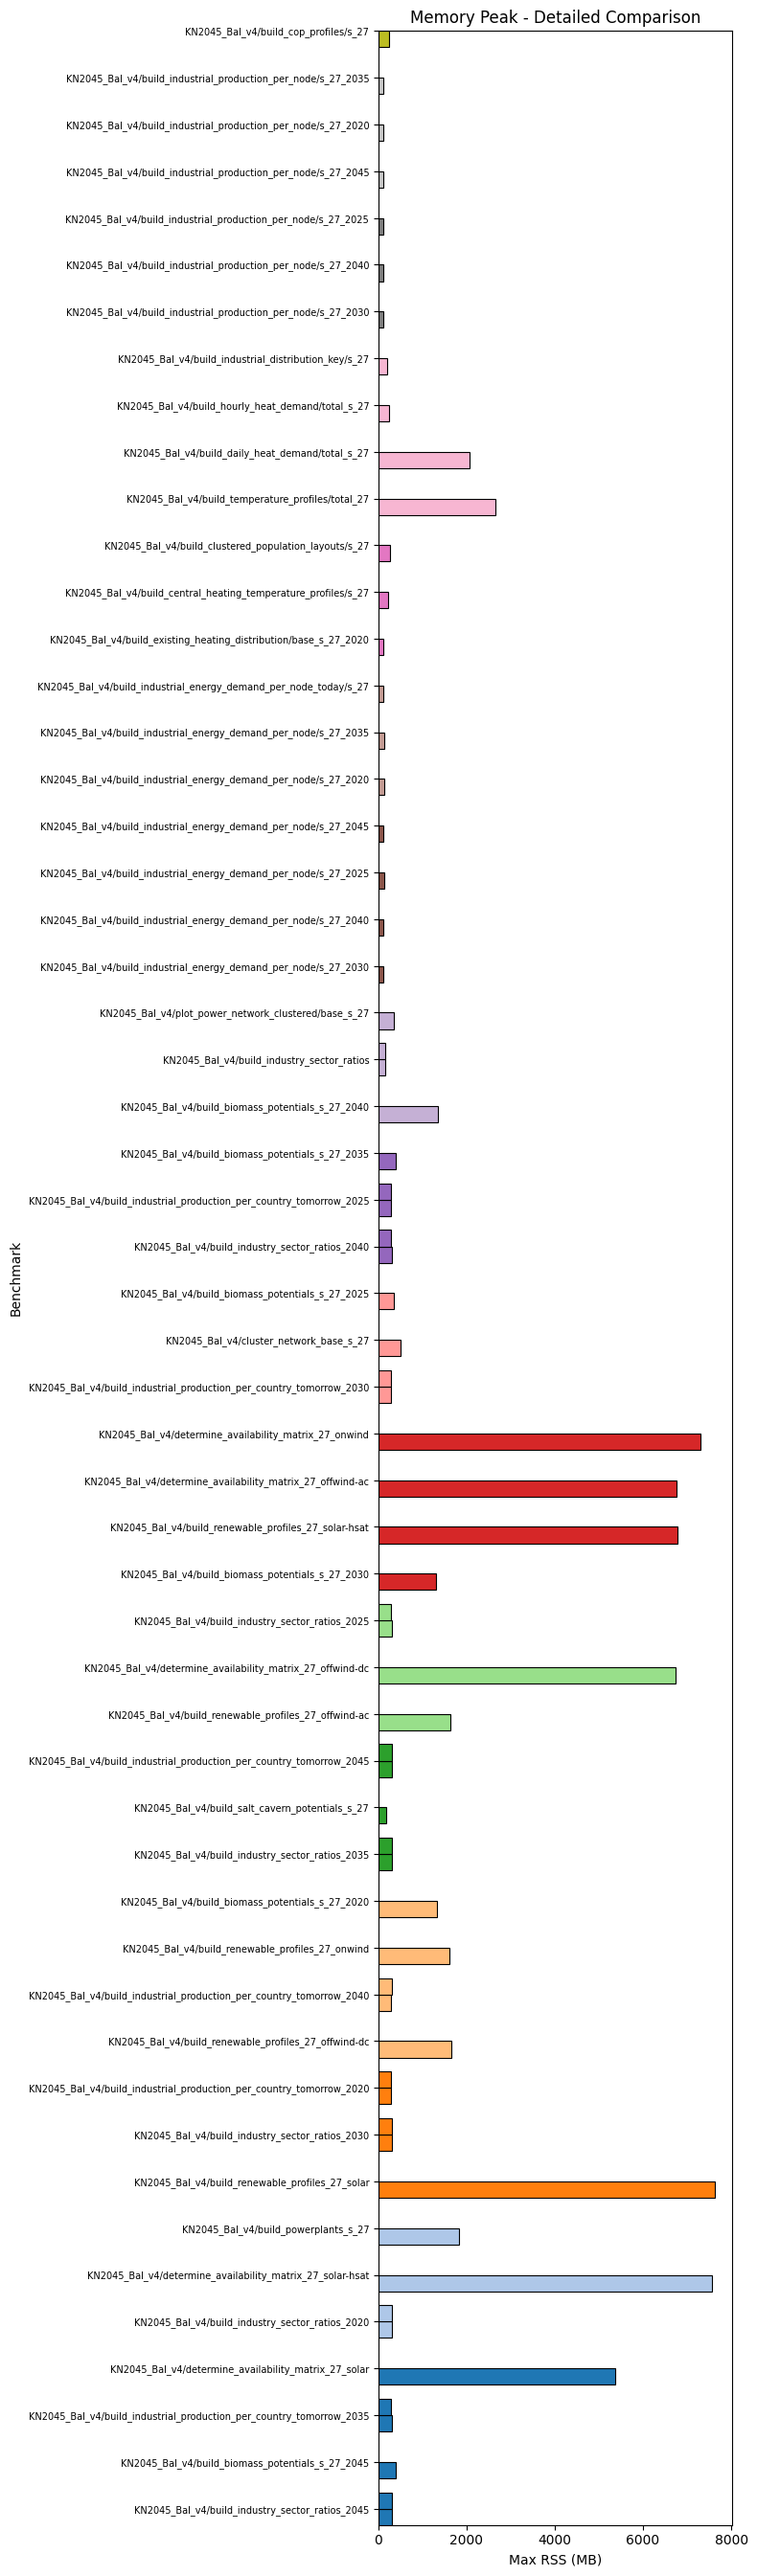 Memory Peak - Detailed Comparison
KN2045_Bal_v4/build_cop_profiles/s_27
KN2045_Bal_v4/build_industrial_production_per_node/s_27_2035
KN2045_Bal_v4/build_industrial_production_per_node/s_27_2020
KN2045_Bal_v4/build_industrial_production_per_node/s_27_2045
KN2045_Bal_v4/build_industrial_production_per_node/s_27_2025
KN2045_Bal_v4/build_industrial_production_per_node/s_27_2040
KN2045_Bal_v4/build_industrial_production_per_node/s_27_2030
KN2045_Bal_v4/build_industrial_distribution_key/s_27
KN2045_Bal_v4/build_hourly_heat_demand/total_s_27
KN2045_Bal_v4/build_daily_heat_demand/total_s_27
KN2045_Bal_v4/build_temperature_profiles/total_27
KN2045_Bal_v4/build_clustered_population_layouts/s_27
KN2045_Bal_v4/build_central_heating_temperature_profiles/s_27
KN2045_Bal_v4/build_existing_heating_distribution/base_s_27_2020
KN2045_Bal_v4/build_industrial_energy_demand_per_node_today/s_27
KN2045_Bal_v4/build_industrial_energy_demand_per_node/s_27_2035
KN2045_Bal_v4/build_industrial_energy_demand_per_node/s_27_2020
KN2045_Bal_v4/build_industrial_energy_demand_per_node/s_27_2045
KN2045_Bal_v4/build_industrial_energy_demand_per_node/s_27_2025
KN2045_Bal_v4/build_industrial_energy_demand_per_node/s_27_2040
KN2045_Bal_v4/build_industrial_energy_demand_per_node/s_27_2030
KN2045_Bal_v4/plot_power_network_clustered/base_s_27
KN2045_Bal_v4/build_industry_sector_ratios
KN2045_Bal_v4/build_biomass_potentials_s_27_2040
KN2045_Bal_v4/build_biomass_potentials_s_27_2035
KN2045_Bal_v4/build_industrial_production_per_country_tomorrow_2025
KN2045_Bal_v4/build_industry_sector_ratios_2040
KN2045_Bal_v4/build_biomass_potentials_s_27_2025
KN2045_Bal_v4/cluster_network_base_s_27
KN2045_Bal_v4/build_industrial_production_per_country_tomorrow_2030
KN2045_Bal_v4/determine_availability_matrix_27_onwind
KN2045_Bal_v4/determine_availability_matrix_27_offwind-ac
KN2045_Bal_v4/build_renewable_profiles_27_solar-hsat
KN2045_Bal_v4/build_biomass_potentials_s_27_2030
KN2045_Bal_v4/build_industry_sector_ratios_2025
KN2045_Bal_v4/determine_availability_matrix_27_offwind-dc
KN2045_Bal_v4/build_renewable_profiles_27_offwind-ac
KN2045_Bal_v4/build_industrial_production_per_country_tomorrow_2045
KN2045_Bal_v4/build_salt_cavern_potentials_s_27
KN2045_Bal_v4/build_industry_sector_ratios_2035
KN2045_Bal_v4/build_biomass_potentials_s_27_2020
KN2045_Bal_v4/build_renewable_profiles_27_onwind
KN2045_Bal_v4/build_industrial_production_per_country_tomorrow_2040
KN2045_Bal_v4/build_renewable_profiles_27_offwind-dc
KN2045_Bal_v4/build_industrial_production_per_country_tomorrow_2020
KN2045_Bal_v4/build_industry_sector_ratios_2030
KN2045_Bal_v4/build_renewable_profiles_27_solar
KN2045_Bal_v4/build_powerplants_s_27
KN2045_Bal_v4/determine_availability_matrix_27_solar-hsat
KN2045_Bal_v4/build_industry_sector_ratios_2020
KN2045_Bal_v4/determine_availability_matrix_27_solar
KN2045_Bal_v4/build_industrial_production_per_country_tomorrow_2035
KN2045_Bal_v4/build_biomass_potentials_s_27_2045
KN2045_Bal_v4/build_industry_sector_ratios_2045
Benchmark
0 2000 4000 6000 8000
Max RSS (MB)